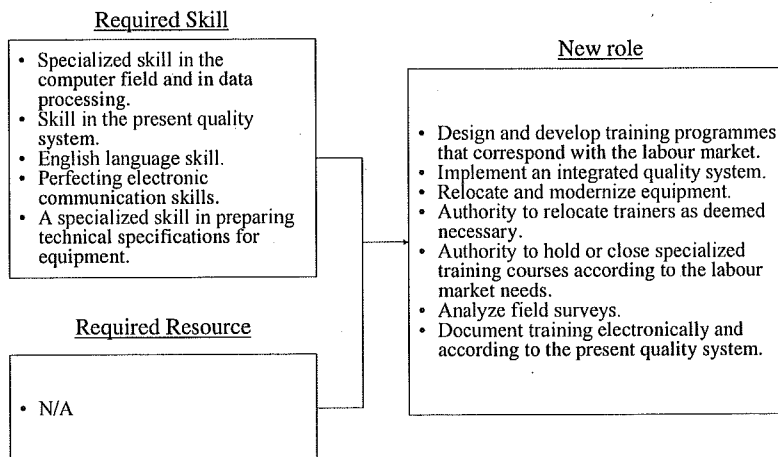 Required Skill
• Specialized skill in the
computer field and in data
processing.
• Skill in the present quality
system.
• English language skill.
• Perfecting electronic
communication skills.
• A specialized skill in preparing
technical specifications for
equipment.
Required Resource
• N/A
New role
• Design and develop training programmes
that correspond with the labour market.
• Implement an integrated quality system.
• Relocate and modernize equipment.
• Authority to relocate trainers as deemed
necessary.
• Authority to hold or close specialized
training courses according to the labour
market needs.
• Analyze field surveys.
• Document training electronically and
according to the present quality system.